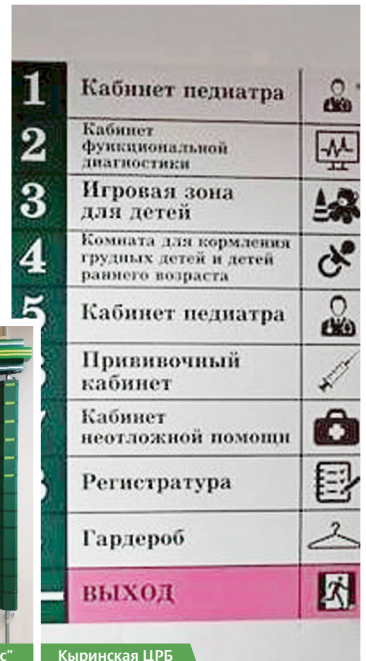 1 Кабинет педиатра
2 Кабинет
функциональной
диагностики
3 Игровая зона
для детей
4 Комната для кормления
грудных детей и детей
раннего возраста
5 Кабинет педиатра
Прививочный
кабинет
Кабинет
неотложной помощи
Регистратура
Гардероб
ВЫХОД
с" Кыринская ЦРБ